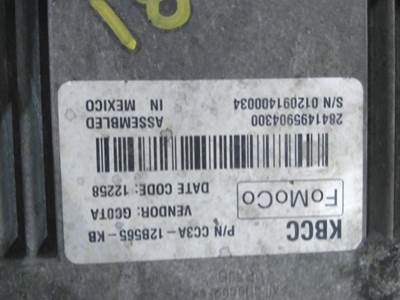 KBCC
P/N CC3A-12B565-KB
FoMoCo
VENDOR: GC0TA
DATE CODE: 12258
2841495904300
ASSEMBLED
S/N 012091400034
IN MEXICO